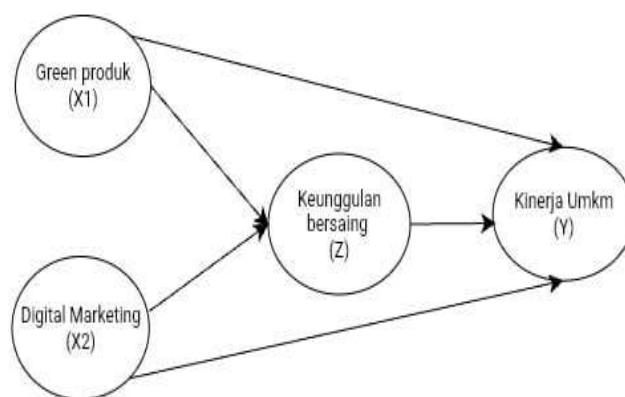 Green produk
(X1)
Keunggulan
bersaing
(Z)
Kinerja Umkm
(Y)
Digital Marketing
(X2)